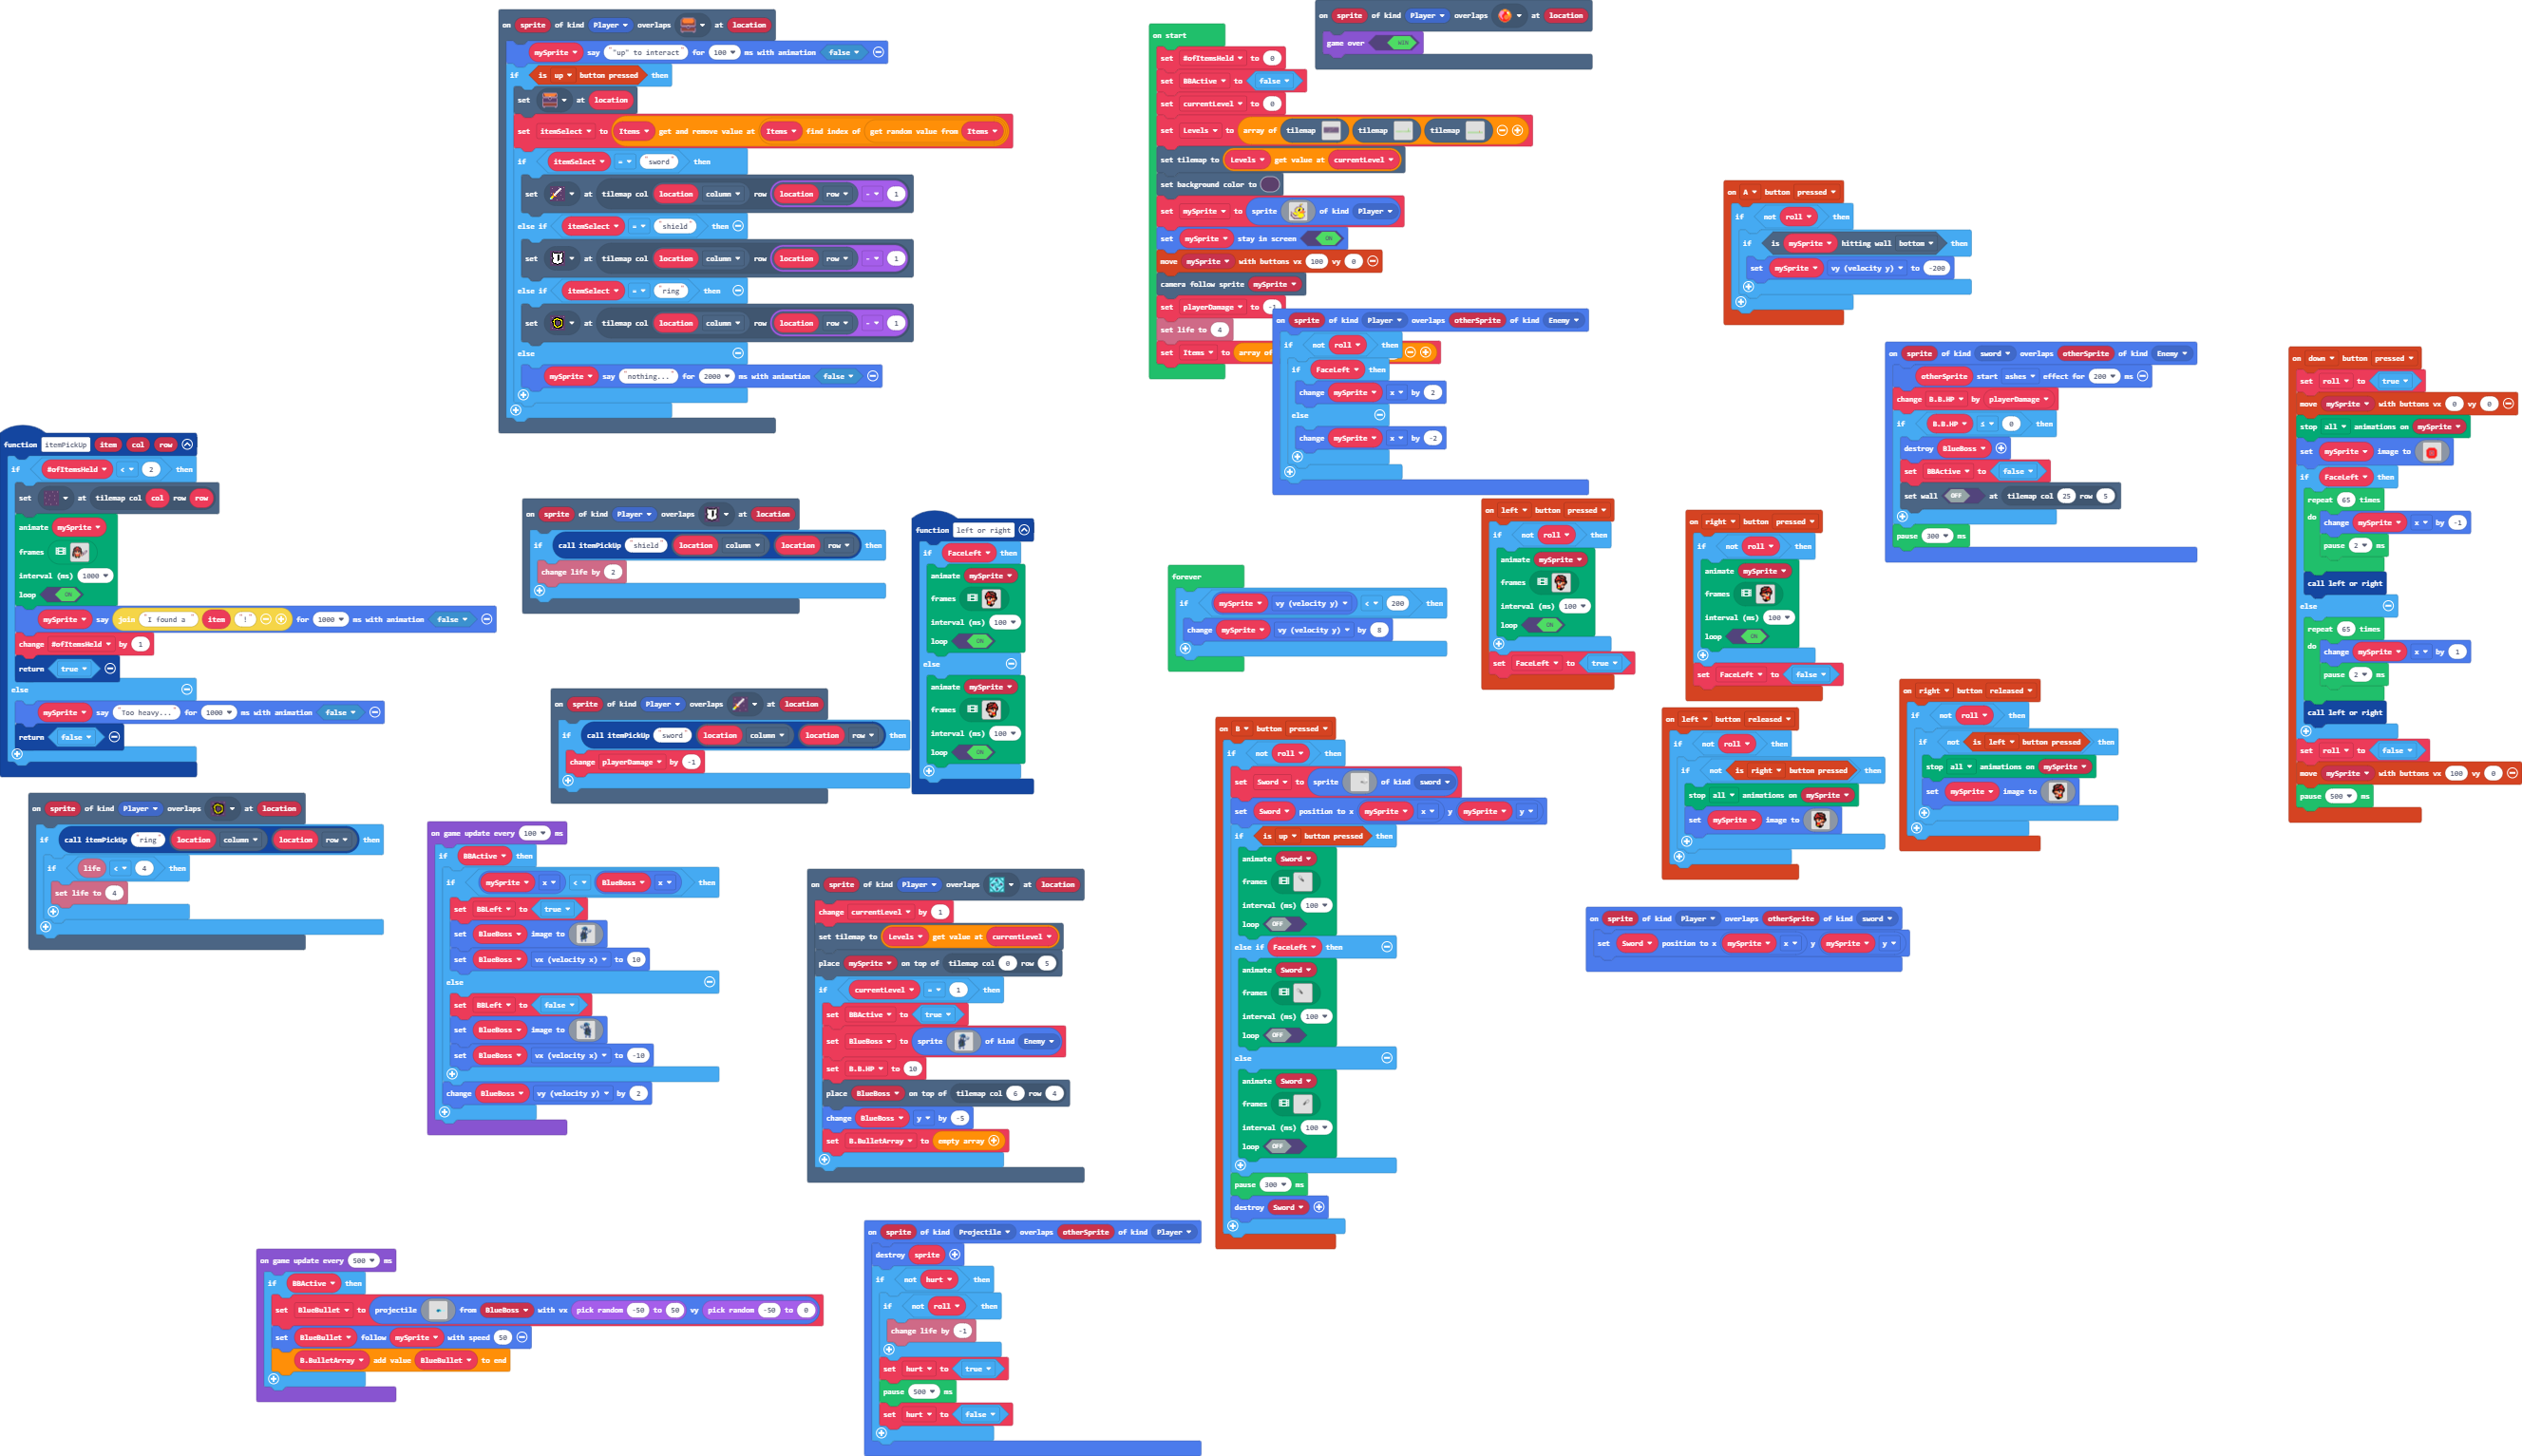 on sprite of kind Player overlaps at location
mySprite say "up" to interact for 100 ms with animation false
if is up button pressed then
set at location
set itemSelect to Items get and remove value at Items find index of get random value from Items
if itemSelect = "sword" then
set at tilemap col location column row location row - 1
else if itemSelect = "shield" then
set at tilemap col location column row location row - 1
else if itemSelect = "ring" then
set at tilemap col location column row location row - 1
else
mySprite say "nothing..." for 2000 ms with animation false
on start
set #ofItemsHeld to 0
set BBActive to false
set currentLevel to 0
set Levels to array of tilemap tilemap tilemap
set tilemap to Levels get value at currentLevel
set background color to
set mySprite to sprite of kind Player
set mySprite stay in screen ON
move mySprite with buttons vx 100 vy 0
camera follow sprite mySprite
set playerDamage to -1
set life to 4
set Items to array of
on sprite of kind Player overlaps at location
game over WIN
on sprite of kind Player overlaps otherSprite of kind Enemy
if not roll then
if FaceLeft then
change mySprite x by 2
else
change mySprite x by -2
on A button pressed
if not roll then
if is mySprite hitting wall bottom then
set mySprite vy (velocity y) to -200
on sprite of kind sword overlaps otherSprite of kind Enemy
otherSprite start ashes effect for 200 ms
change B.B.HP by playerDamage
if B.B.HP ≤ 0 then
destroy BlueBoss
set BBActive to false
set wall OFF at tilemap col 25 row 5
pause 300 ms
on down button pressed
set roll to true
move mySprite with buttons vx 0 vy 0
stop all animations on mySprite
set mySprite image to
if FaceLeft then
repeat 65 times
do change mySprite x by -1
pause 2 ms
call left or right
else
repeat 65 times
do change mySprite x by 1
pause 2 ms
call left or right
set roll to false
move mySprite with buttons vx 100 vy 0
pause 500 ms
function itemPickUp item col row
if #ofItemsHeld < 2 then
set at tilemap col col row row
animate mySprite
frames
interval (ms) 1000
loop ON
mySprite say join "I found a " item "!" for 1000 ms with animation false
change #ofItemsHeld by 1
return true
else
mySprite say "Too heavy..." for 1000 ms with animation false
return false
on sprite of kind Player overlaps at location
if call itemPickUp "shield" location column location row then
change life by 2
on sprite of kind Player overlaps at location
if call itemPickUp "sword" location column location row then
change playerDamage by -1
function left or right
if FaceLeft then
animate mySprite
frames
interval (ms) 100
loop ON
else
animate mySprite
frames
interval (ms) 100
loop ON
forever
if mySprite vy (velocity y) < 200 then
change mySprite vy (velocity y) by 8
on left button pressed
if not roll then
animate mySprite
frames
interval (ms) 100
loop ON
set FaceLeft to true
on right button pressed
if not roll then
animate mySprite
frames
interval (ms) 100
loop ON
set FaceLeft to false
on left button released
if not roll then
if not is right button pressed then
stop all animations on mySprite
set mySprite image to
on right button released
if not roll then
if not is left button pressed then
stop all animations on mySprite
set mySprite image to
on sprite of kind Player overlaps at location
if call itemPickUp "ring" location column location row then
if life < 4 then
set life to 4
on game update every 100 ms
if BBActive then
if mySprite x < BlueBoss x then
set BBLeft to true
set BlueBoss image to
set BlueBoss vx (velocity x) to 10
else
set BBLeft to false
set BlueBoss image to
set BlueBoss vx (velocity x) to -10
change BlueBoss vy (velocity y) by 2
on sprite of kind Player overlaps at location
change currentLevel by 1
set tilemap to Levels get value at currentLevel
place mySprite on top of tilemap col 0 row 5
if currentLevel = 1 then
set BBActive to true
set BlueBoss to sprite of kind Enemy
set B.B.HP to 10
place BlueBoss on top of tilemap col 6 row 4
change BlueBoss y by -5
set B.BulletArray to empty array
on B button pressed
if not roll then
set Sword to sprite of kind sword
set Sword position to x mySprite x y mySprite y
if is up button pressed then
animate Sword
frames
interval (ms) 100
loop OFF
else if FaceLeft then
animate Sword
frames
interval (ms) 100
loop OFF
else
animate Sword
frames
interval (ms) 100
loop OFF
pause 300 ms
destroy Sword
on sprite of kind Player overlaps otherSprite of kind sword
set Sword position to x mySprite x y mySprite y
on game update every 500 ms
if BBActive then
set BlueBullet to projectile from BlueBoss with vx pick random -50 to 50 vy pick random -50 to 0
set BlueBullet follow mySprite with speed 50
B.BulletArray add value BlueBullet to end
on sprite of kind Projectile overlaps otherSprite of kind Player
destroy sprite
if not hurt then
if not roll then
change life by -1
set hurt to true
pause 500 ms
set hurt to false